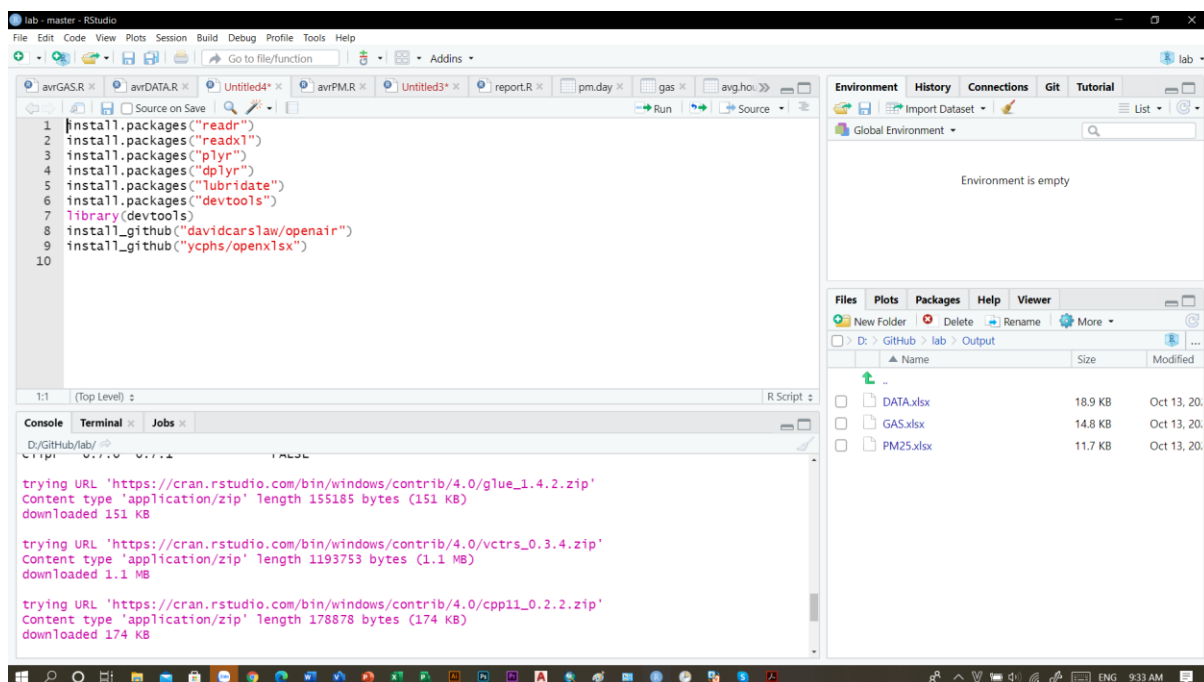 lab - master - RStudio
File Edit Code View Plots Session Build Debug Profile Tools Help
Go to file/function Addins lab
avrGAS.R avrDATA.R Untitled4* avrPM.R Untitled3* report.R pm.day gas avg.hou
Source on Save Run Source
1 install.packages("readr")
2 install.packages("readxl")
3 install.packages("plyr")
4 install.packages("dplyr")
5 install.packages("lubridate")
6 install.packages("devtools")
7 library(devtools)
8 install_github("davidcarslaw/openair")
9 install_github("ycphs/openxlsx")
10
1:1 (Top Level) R Script
Console Terminal Jobs
D:/GitHub/lab/
trying URL 'https://cran.rstudio.com/bin/windows/contrib/4.0/glue_1.4.2.zip'
Content type 'application/zip' length 155185 bytes (151 KB)
downloaded 151 KB
trying URL 'https://cran.rstudio.com/bin/windows/contrib/4.0/vctrs_0.3.4.zip'
Content type 'application/zip' length 1193753 bytes (1.1 MB)
downloaded 1.1 MB
trying URL 'https://cran.rstudio.com/bin/windows/contrib/4.0/cpp11_0.2.2.zip'
Content type 'application/zip' length 178878 bytes (174 KB)
downloaded 174 KB
Environment History Connections Git Tutorial
Import Dataset List
Global Environment
Environment is empty
Files Plots Packages Help Viewer
New Folder Delete Rename More
D: GitHub lab Output ...
Name Size Modified
..
DATA.xlsx 18.9 KB Oct 13, 20.
GAS.xlsx 14.8 KB Oct 13, 20.
PM25.xlsx 11.7 KB Oct 13, 20.
ENG 9:33 AM